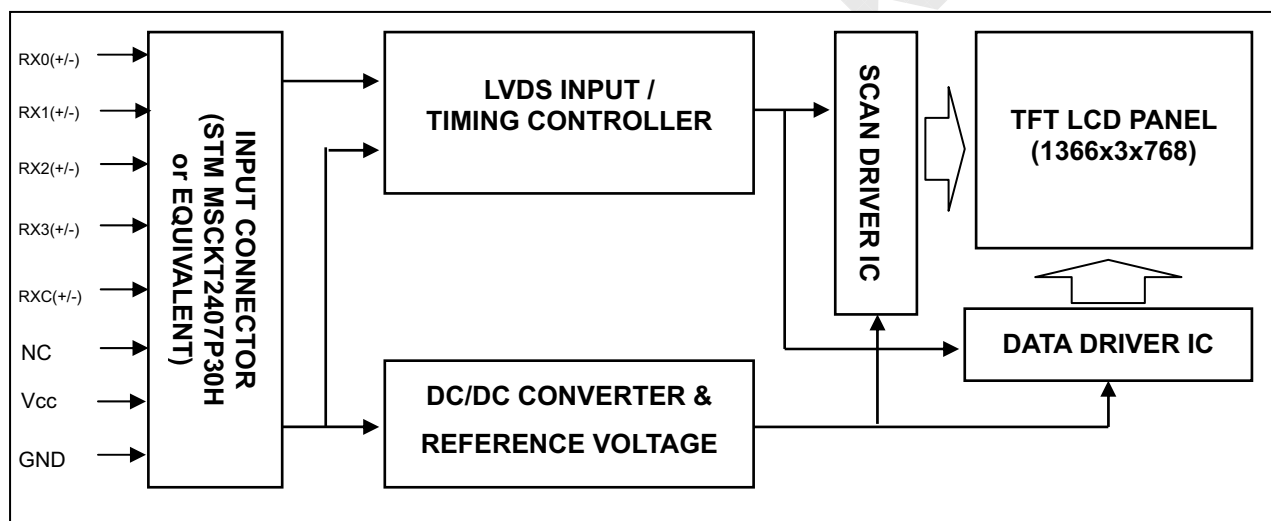 RX0(+/-)
RX1(+/-)
RX2(+/-)
RX3(+/-)
RXC(+/-)
NC
Vcc
GND
INPUT CONNECTOR
(STM MSCKT2407P30H
or EQUIVALENT)
LVDS INPUT /
TIMING CONTROLLER
DC/DC CONVERTER &
REFERENCE VOLTAGE
SCAN DRIVER IC
TFT LCD PANEL
(1366x3x768)
DATA DRIVER IC